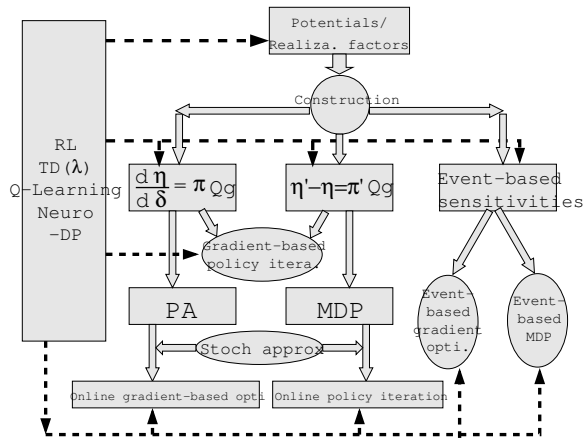 Potentials/
Realiza. factors
Construction
RL
TD(λ)
Q-Learning
Neuro
-DP
dη/dδ = π Qg
η'-η=π' Qg
Event-based
sensitivities
Gradient-based
policy itera.
PA
MDP
Event-
based
gradient
opti.
Event-
based
MDP
Stoch approx
Online gradient-based opti
Online policy iteration